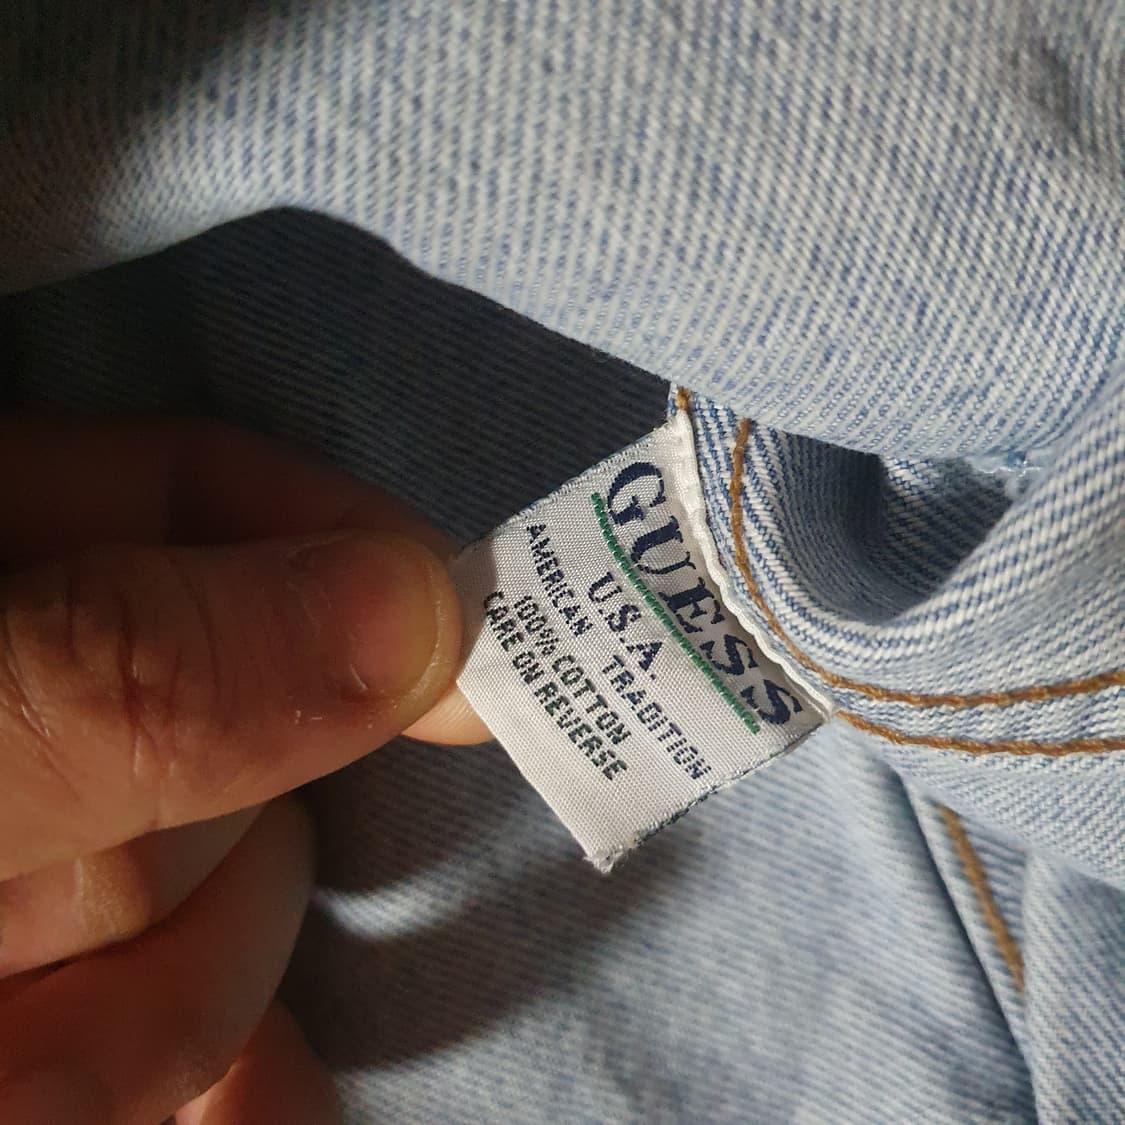 GUESS
U.S.A.
AMERICAN TRADITION
100% COTTON
CARE ON REVERSE